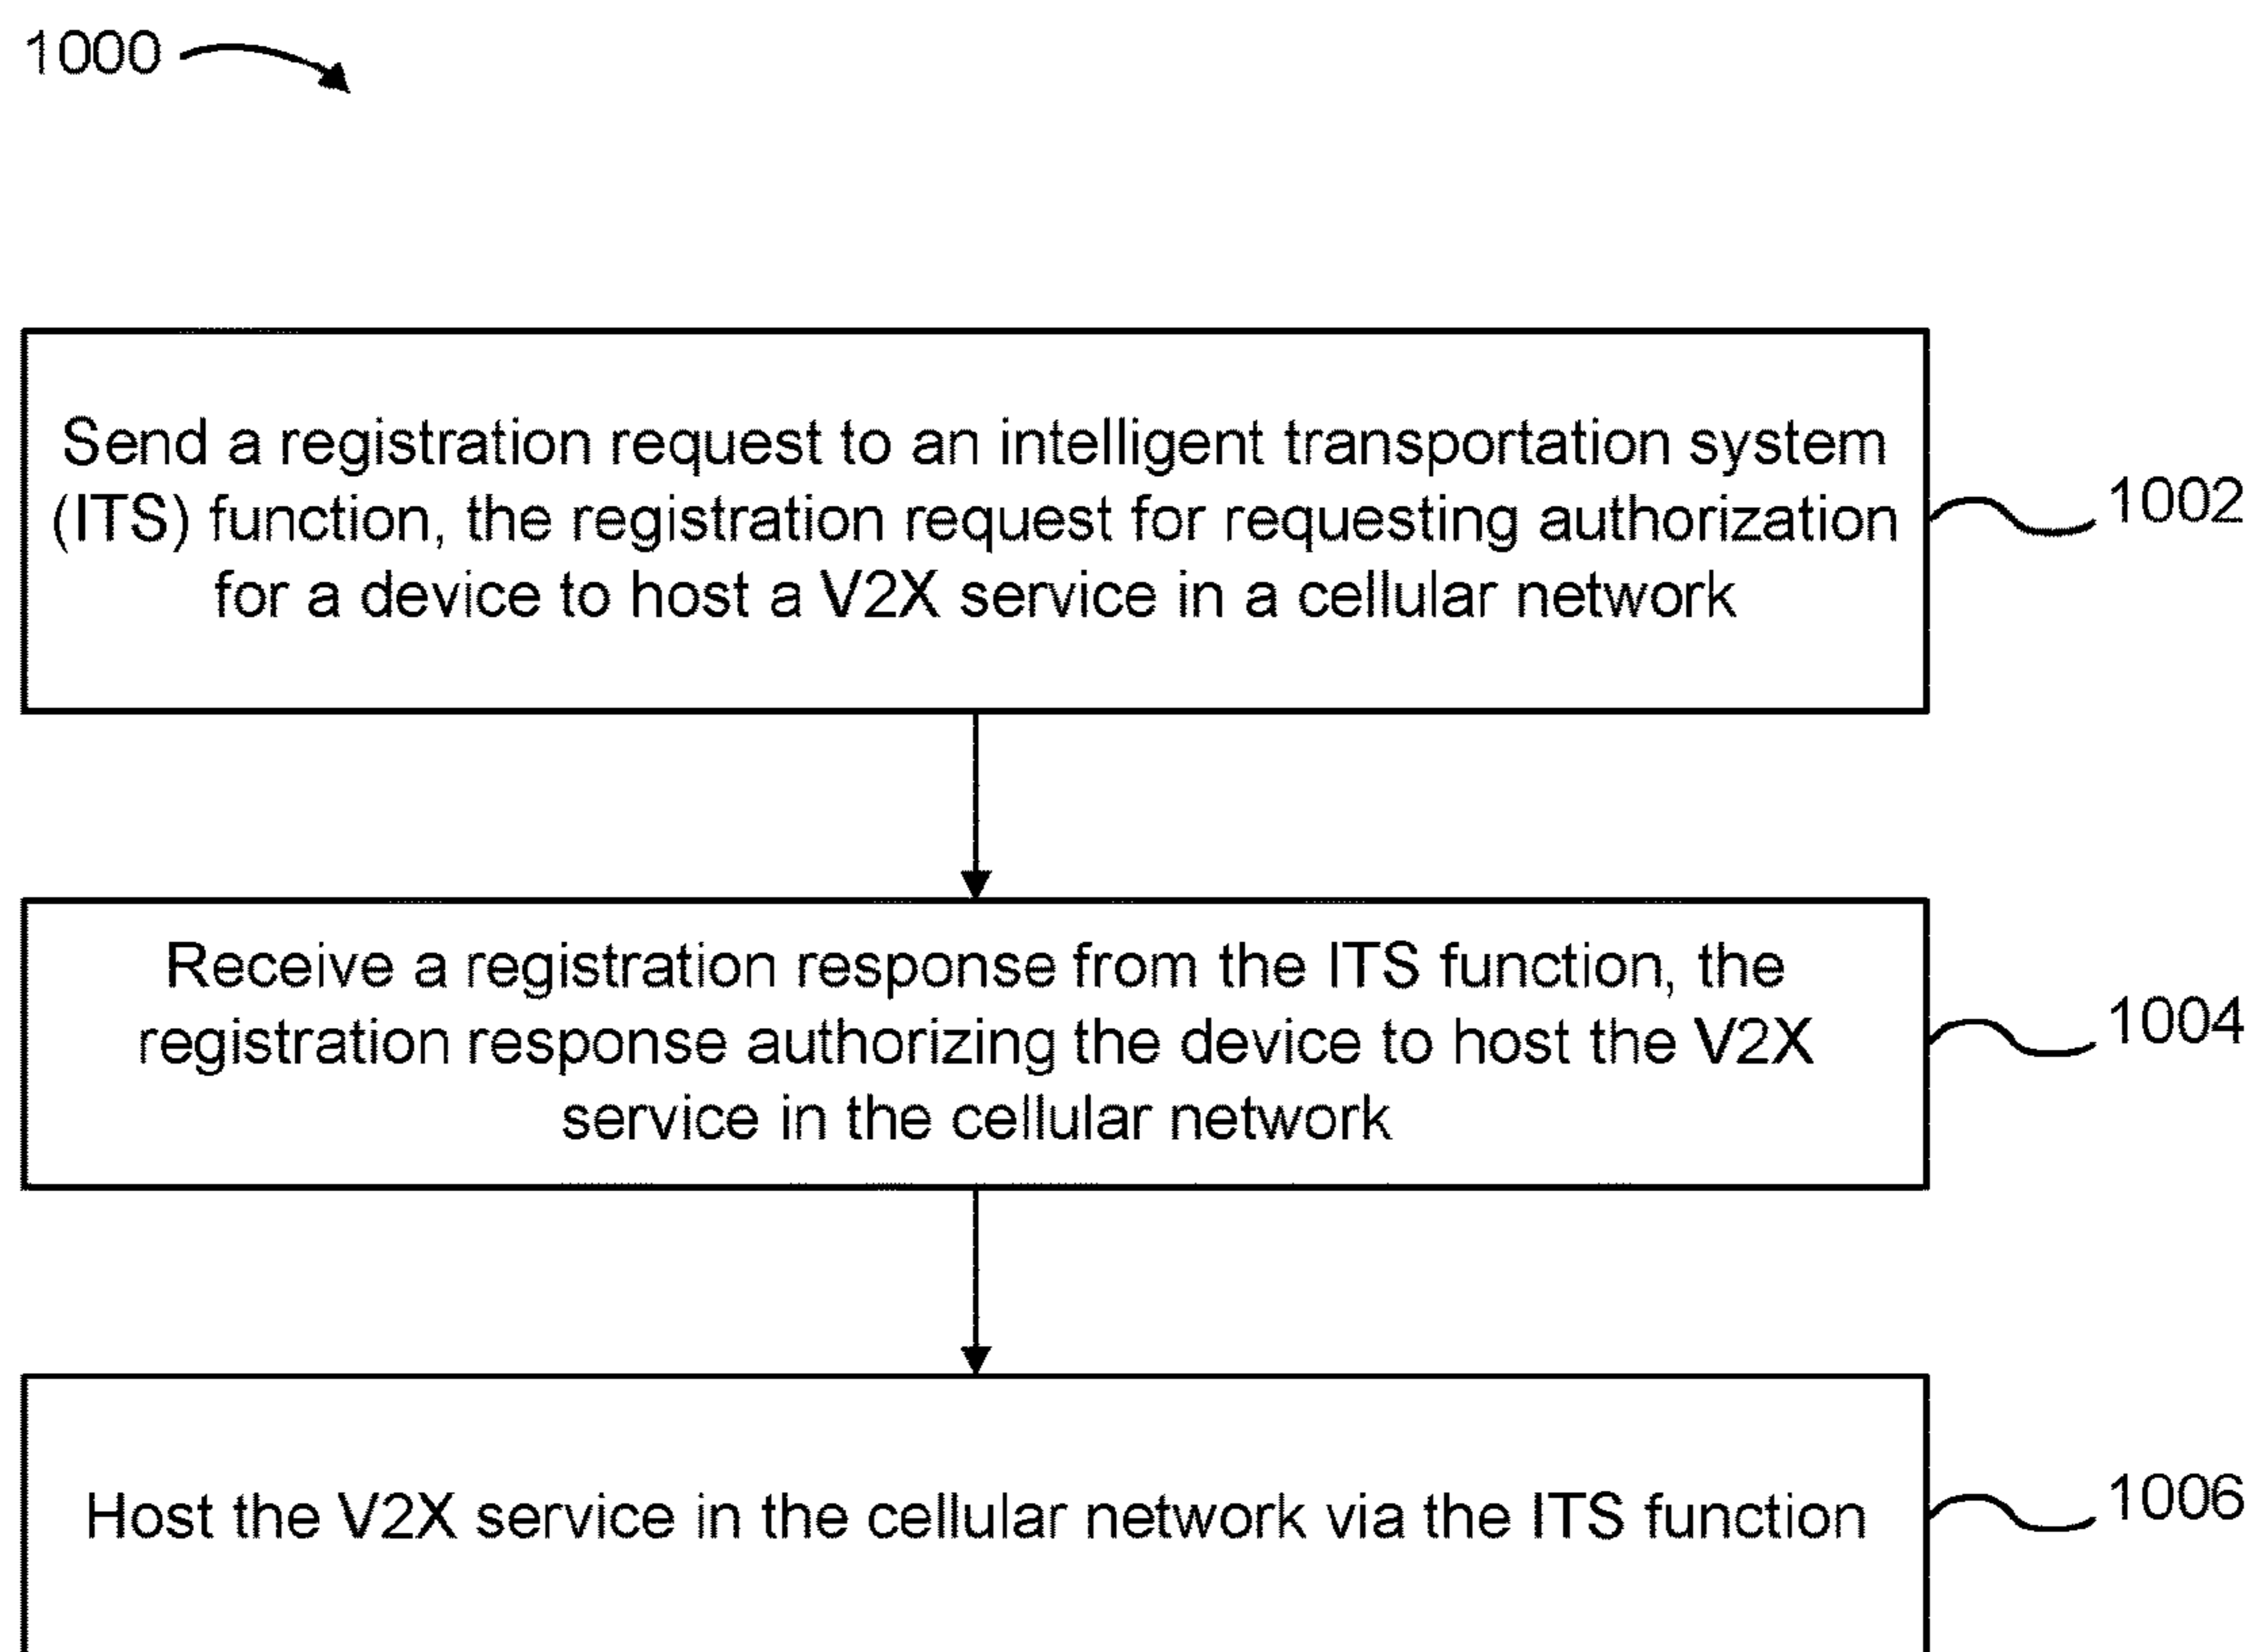 1000
Send a registration request to an intelligent transportation system
(ITS) function, the registration request for requesting authorization
for a device to host a V2X service in a cellular network
1002
Receive a registration response from the ITS function, the
registration response authorizing the device to host the V2X
service in the cellular network
1004
Host the V2X service in the cellular network via the ITS function
1006